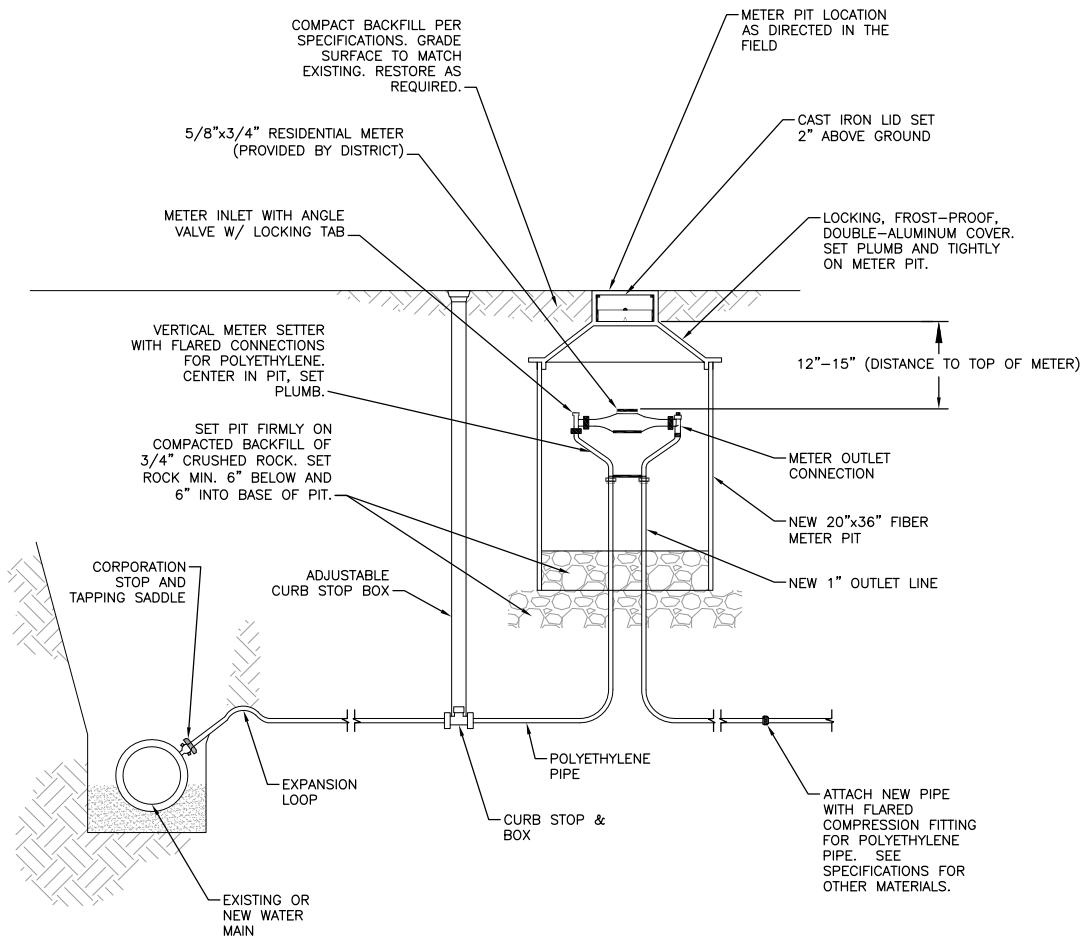 COMPACT BACKFILL PER
SPECIFICATIONS. GRADE
SURFACE TO MATCH
EXISTING. RESTORE AS
REQUIRED.
METER PIT LOCATION
AS DIRECTED IN THE
FIELD
5/8"x3/4" RESIDENTIAL METER
(PROVIDED BY DISTRICT)
CAST IRON LID SET
2" ABOVE GROUND
METER INLET WITH ANGLE
VALVE W/ LOCKING TAB
LOCKING, FROST-PROOF,
DOUBLE-ALUMINUM COVER.
SET PLUMB AND TIGHTLY
ON METER PIT.
VERTICAL METER SETTER
WITH FLARED CONNECTIONS
FOR POLYETHYLENE.
CENTER IN PIT, SET
PLUMB.
12"-15" (DISTANCE TO TOP OF METER)
SET PIT FIRMLY ON
COMPACTED BACKFILL OF
3/4" CRUSHED ROCK. SET
ROCK MIN. 6" BELOW AND
6" INTO BASE OF PIT.
METER OUTLET
CONNECTION
NEW 20"x36" FIBER
METER PIT
CORPORATION
STOP AND
TAPPING SADDLE
ADJUSTABLE
CURB STOP BOX
NEW 1" OUTLET LINE
POLYETHYLENE
PIPE
EXPANSION
LOOP
CURB STOP &
BOX
ATTACH NEW PIPE
WITH FLARED
COMPRESSION FITTING
FOR POLYETHYLENE
PIPE. SEE
SPECIFICATIONS FOR
OTHER MATERIALS.
EXISTING OR
NEW WATER
MAIN